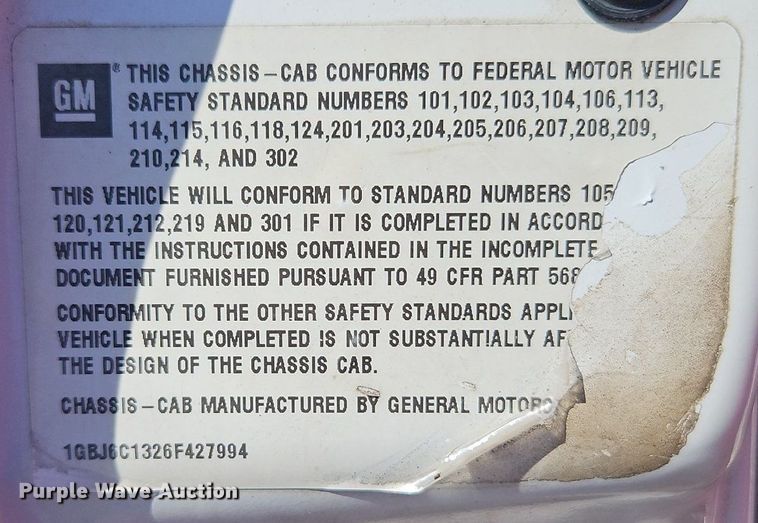 GM
® THIS CHASSIS-CAB CONFORMS TO FEDERAL MOTOR VEHICLE
SAFETY STANDARD NUMBERS 101,102,103,104,106,113,
114,115,116,118,124,201,203,204,205,206,207,208,209,
210,214, AND 302
THIS VEHICLE WILL CONFORM TO STANDARD NUMBERS 105
120,121,212,219 AND 301 IF IT IS COMPLETED IN ACCORD
WITH THE INSTRUCTIONS CONTAINED IN THE INCOMPLETE
DOCUMENT FURNISHED PURSUANT TO 49 CFR PART 568
CONFORMITY TO THE OTHER SAFETY STANDARDS APPLI
VEHICLE WHEN COMPLETED IS NOT SUBSTANTIALLY AF
THE DESIGN OF THE CHASSIS CAB.
CHASSIS-CAB MANUFACTURED BY GENERAL MOTORS
1GBJ6C1326F427994
Purple Wave Auction